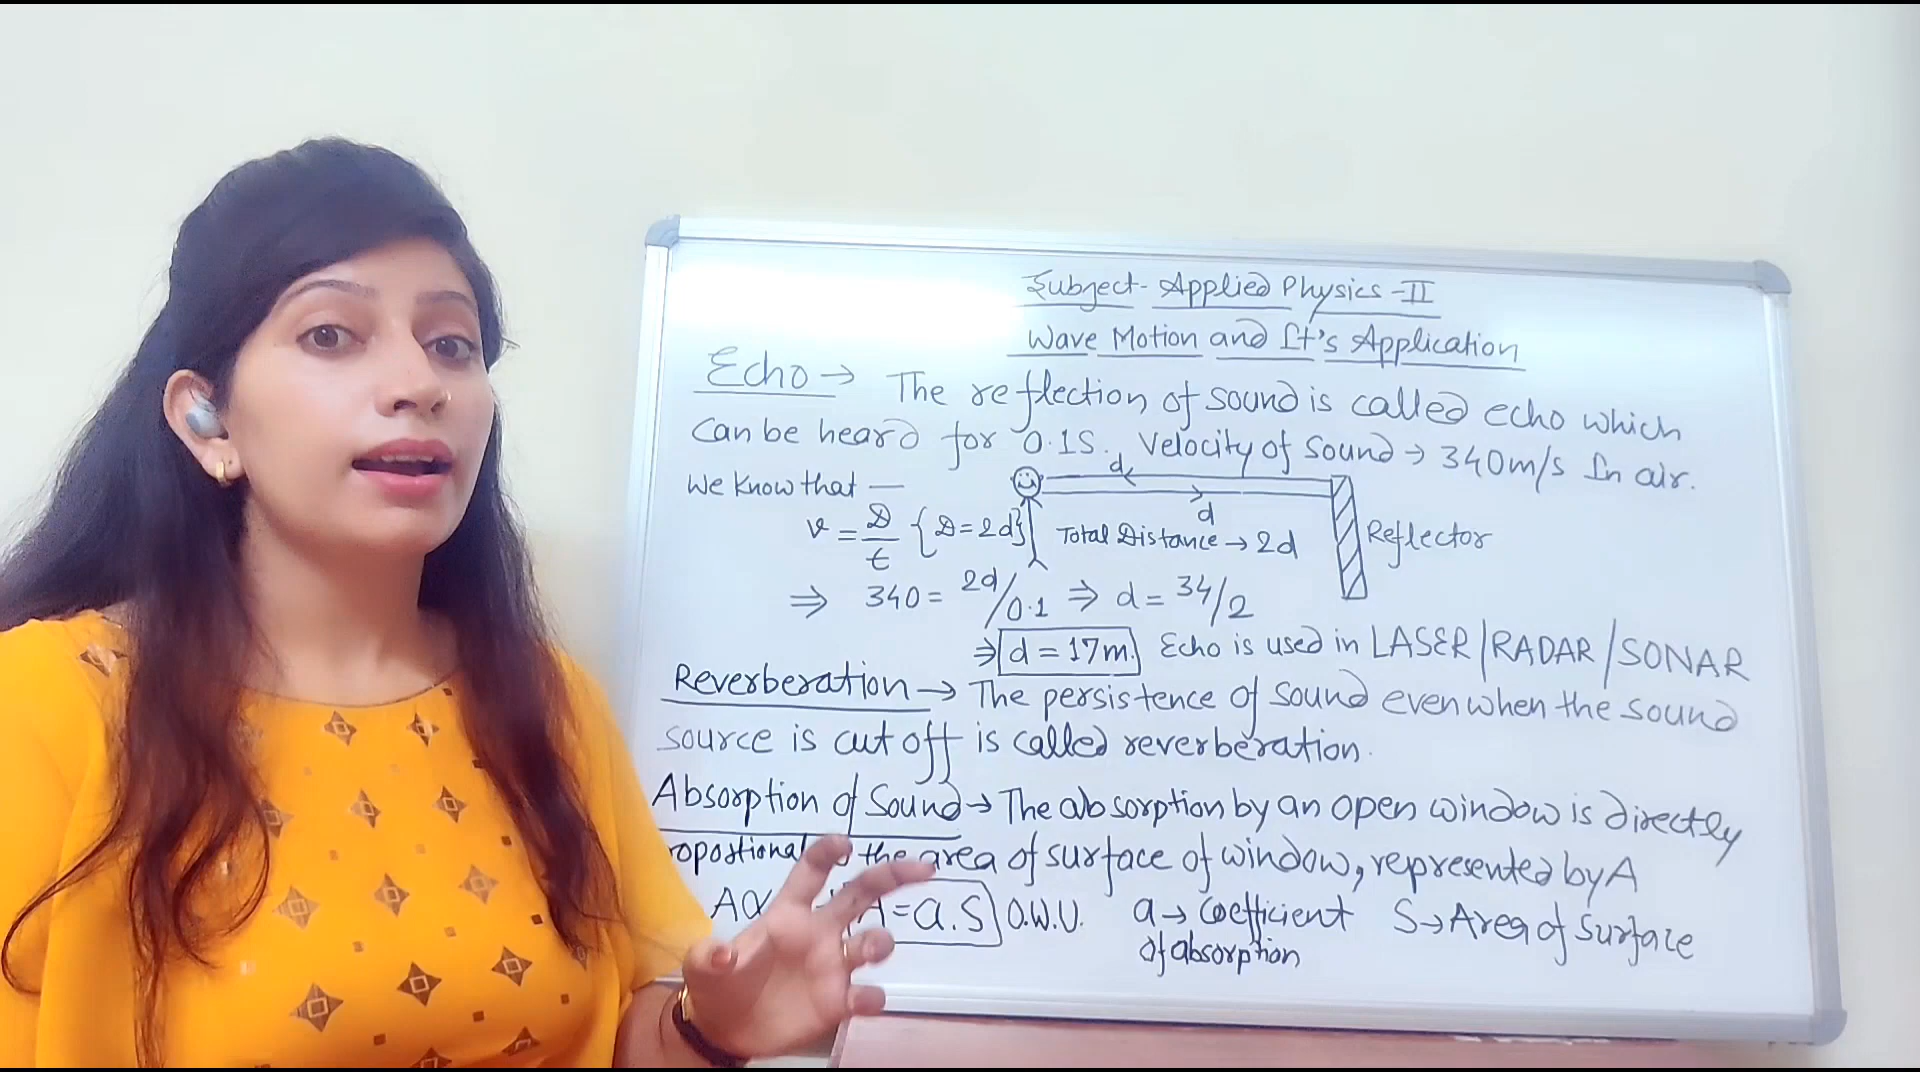 Subject- Applied Physics-II
Wave Motion and It's Application
Echo → The reflection of sound is called echo which
can be heard for 0.1s. Velocity of Sound → 340m/s In air.
We Know that —
d
v = D/t {D=2d}
d
Total Distance → 2d
Reflector
⇒ 340 = 2d/0.1 ⇒ d = 34/2
⇒ d = 17m. Echo is used in LASER/RADAR/SONAR
Reverberation → The persistence of sound even when the sound
source is cut off is called reverberation.
Absorption of Sound → The absorption by an open window is directly
the area of surface of window, represented by A
A∝ A = a.S O.W.U. a → Coefficient S → Area of Surface
of absorption